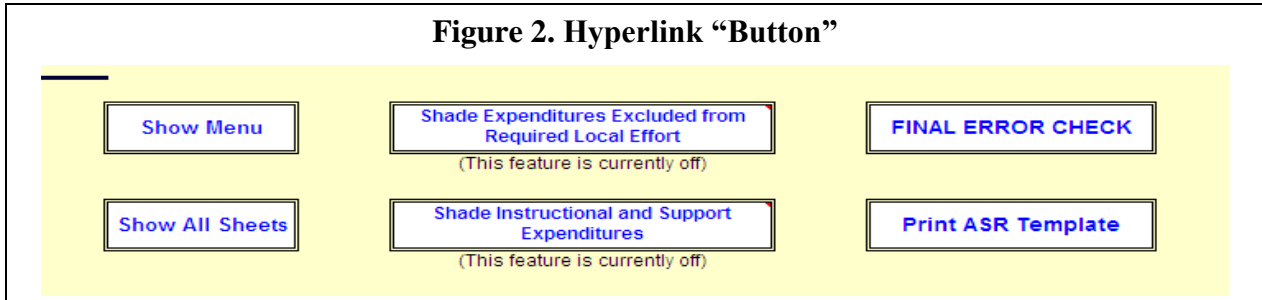 Figure 2. Hyperlink “Button”
Show Menu
Shade Expenditures Excluded from
Required Local Effort
(This feature is currently off)
FINAL ERROR CHECK
Show All Sheets
Shade Instructional and Support
Expenditures
(This feature is currently off)
Print ASR Template